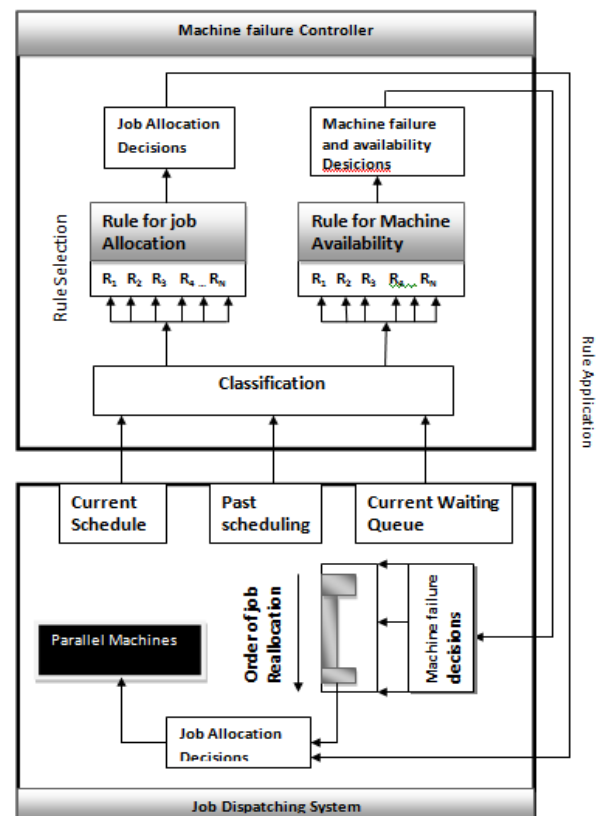 Machine failure Controller
Job Allocation
Decisions
Machine failure
and availability
Desicions
Rule Selection
Rule for job
Allocation
Rule for Machine
Availability
R1 R2 R3 R4 ... RN
R1 R2 R3 R4 ... RN
Classification
Rule Application
Current
Schedule
Past
scheduling
Current Waiting
Queue
Parallel Machines
Order of job
Reallocation
Machine failure
decisions
Job Allocation
Decisions
Job Dispatching System